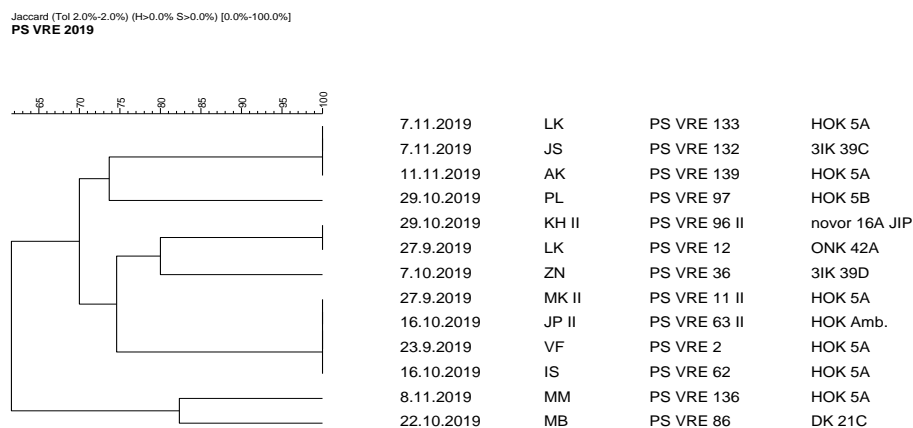 Jaccard (Tol 2.0%-2.0%) (H>0.0% S>0.0%) [0.0%-100.0%]
PS VRE 2019
65 70 75 80 85 90 95 100
7.11.2019 LK PS VRE 133 HOK 5A
7.11.2019 JS PS VRE 132 3IK 39C
11.11.2019 AK PS VRE 139 HOK 5A
29.10.2019 PL PS VRE 97 HOK 5B
29.10.2019 KH II PS VRE 96 II novor 16A JIP
27.9.2019 LK PS VRE 12 ONK 42A
7.10.2019 ZN PS VRE 36 3IK 39D
27.9.2019 MK II PS VRE 11 II HOK 5A
16.10.2019 JP II PS VRE 63 II HOK Amb.
23.9.2019 VF PS VRE 2 HOK 5A
16.10.2019 IS PS VRE 62 HOK 5A
8.11.2019 MM PS VRE 136 HOK 5A
22.10.2019 MB PS VRE 86 DK 21C